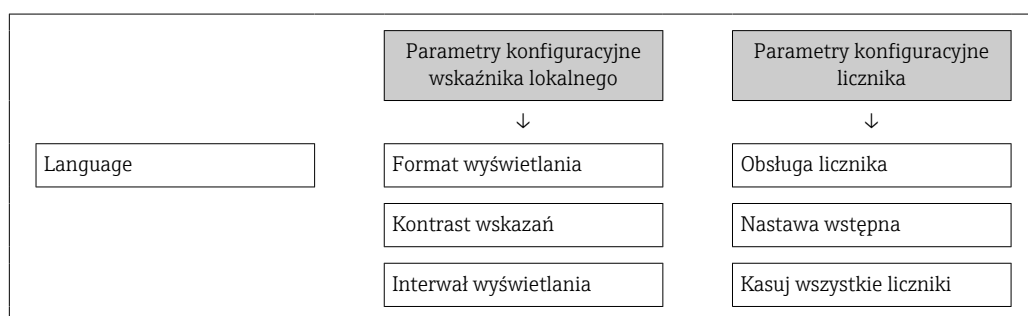 Parametry konfiguracyjne
wskaźnika lokalnego
Parametry konfiguracyjne
licznika
↓
↓
Language
Format wyświetlania
Obsługa licznika
Kontrast wskazań
Nastawa wstępna
Interwał wyświetlania
Kasuj wszystkie liczniki